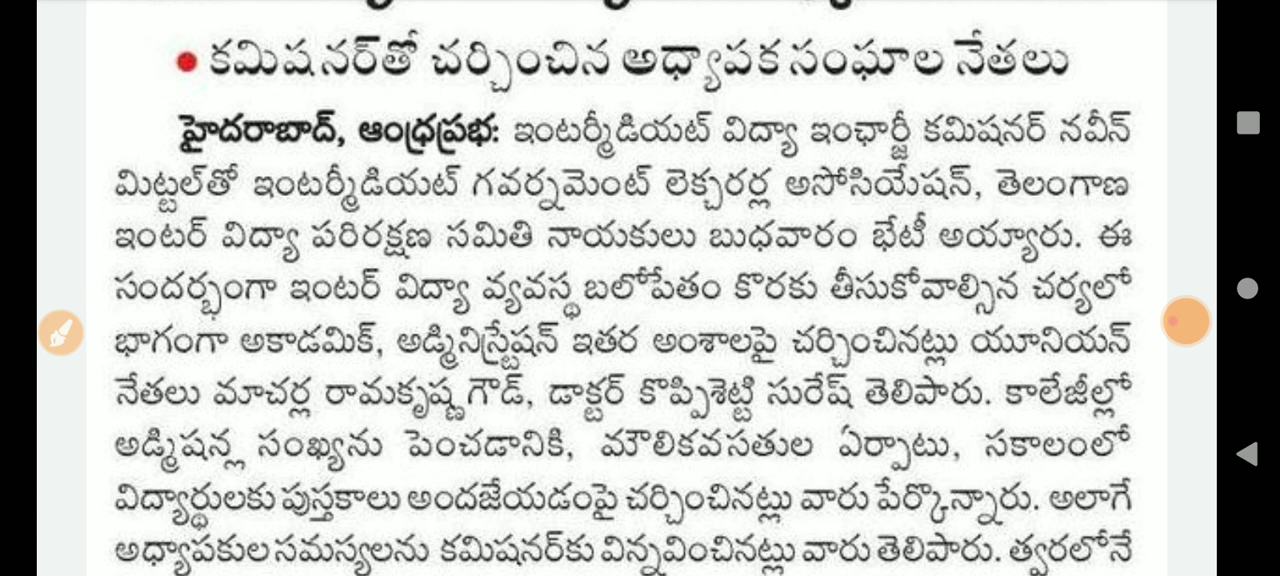 • కమిషనర్‌తో చర్చించిన అధ్యాపక సంఘాల నేతలు
హైదరాబాద్, ఆంధ్రప్రభ: ఇంటర్మీడియట్ విద్యా ఇంఛార్జీ కమిషనర్ నవీన్
మిట్టల్‌తో ఇంటర్మీడియట్ గవర్నమెంట్ లెక్చరర్ల అసోసియేషన్, తెలంగాణ
ఇంటర్ విద్యా పరిరక్షణ సమితి నాయకులు బుధవారం భేటీ అయ్యారు. ఈ
సందర్భంగా ఇంటర్ విద్యా వ్యవస్థ బలోపేతం కొరకు తీసుకోవాల్సిన చర్యలో
భాగంగా అకాడమిక్, అడ్మినిస్ట్రేషన్ ఇతర అంశాలపై చర్చించినట్లు యూనియన్
నేతలు మాచర్ల రామకృష్ణ గౌడ్, డాక్టర్ కొప్పిశెట్టి సురేష్ తెలిపారు. కాలేజీల్లో
అడ్మిషన్ల సంఖ్యను పెంచడానికి, మౌలికవసతుల ఏర్పాటు, సకాలంలో
విద్యార్థులకు పుస్తకాలు అందజేయడంపై చర్చించినట్లు వారు పేర్కొన్నారు. అలాగే
అధ్యాపకుల సమస్యలను కమిషనర్‌కు విన్నవించినట్లు వారు తెలిపారు. త్వరలోనే